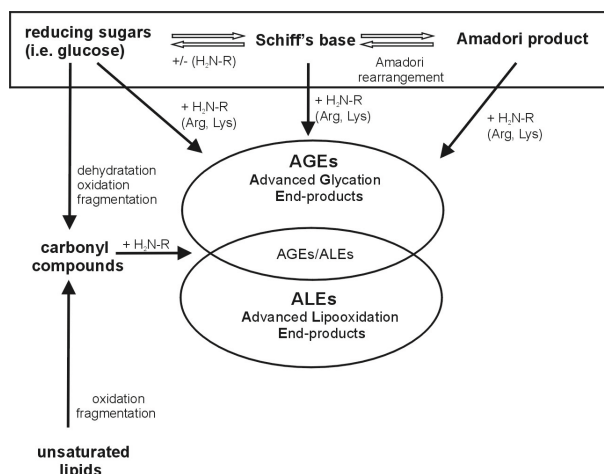 reducing sugars
(i.e. glucose)
+/- (H₂N-R)
Schiff's base
Amadori
rearrangement
Amadori product
+ H₂N-R
(Arg, Lys)
+ H₂N-R
(Arg, Lys)
+ H₂N-R
(Arg, Lys)
dehydratation
oxidation
fragmentation
AGEs
Advanced Glycation
End-products
carbonyl
compounds
+ H₂N-R
AGEs/ALEs
ALEs
Advanced Lipooxidation
End-products
oxidation
fragmentation
unsaturated
lipids